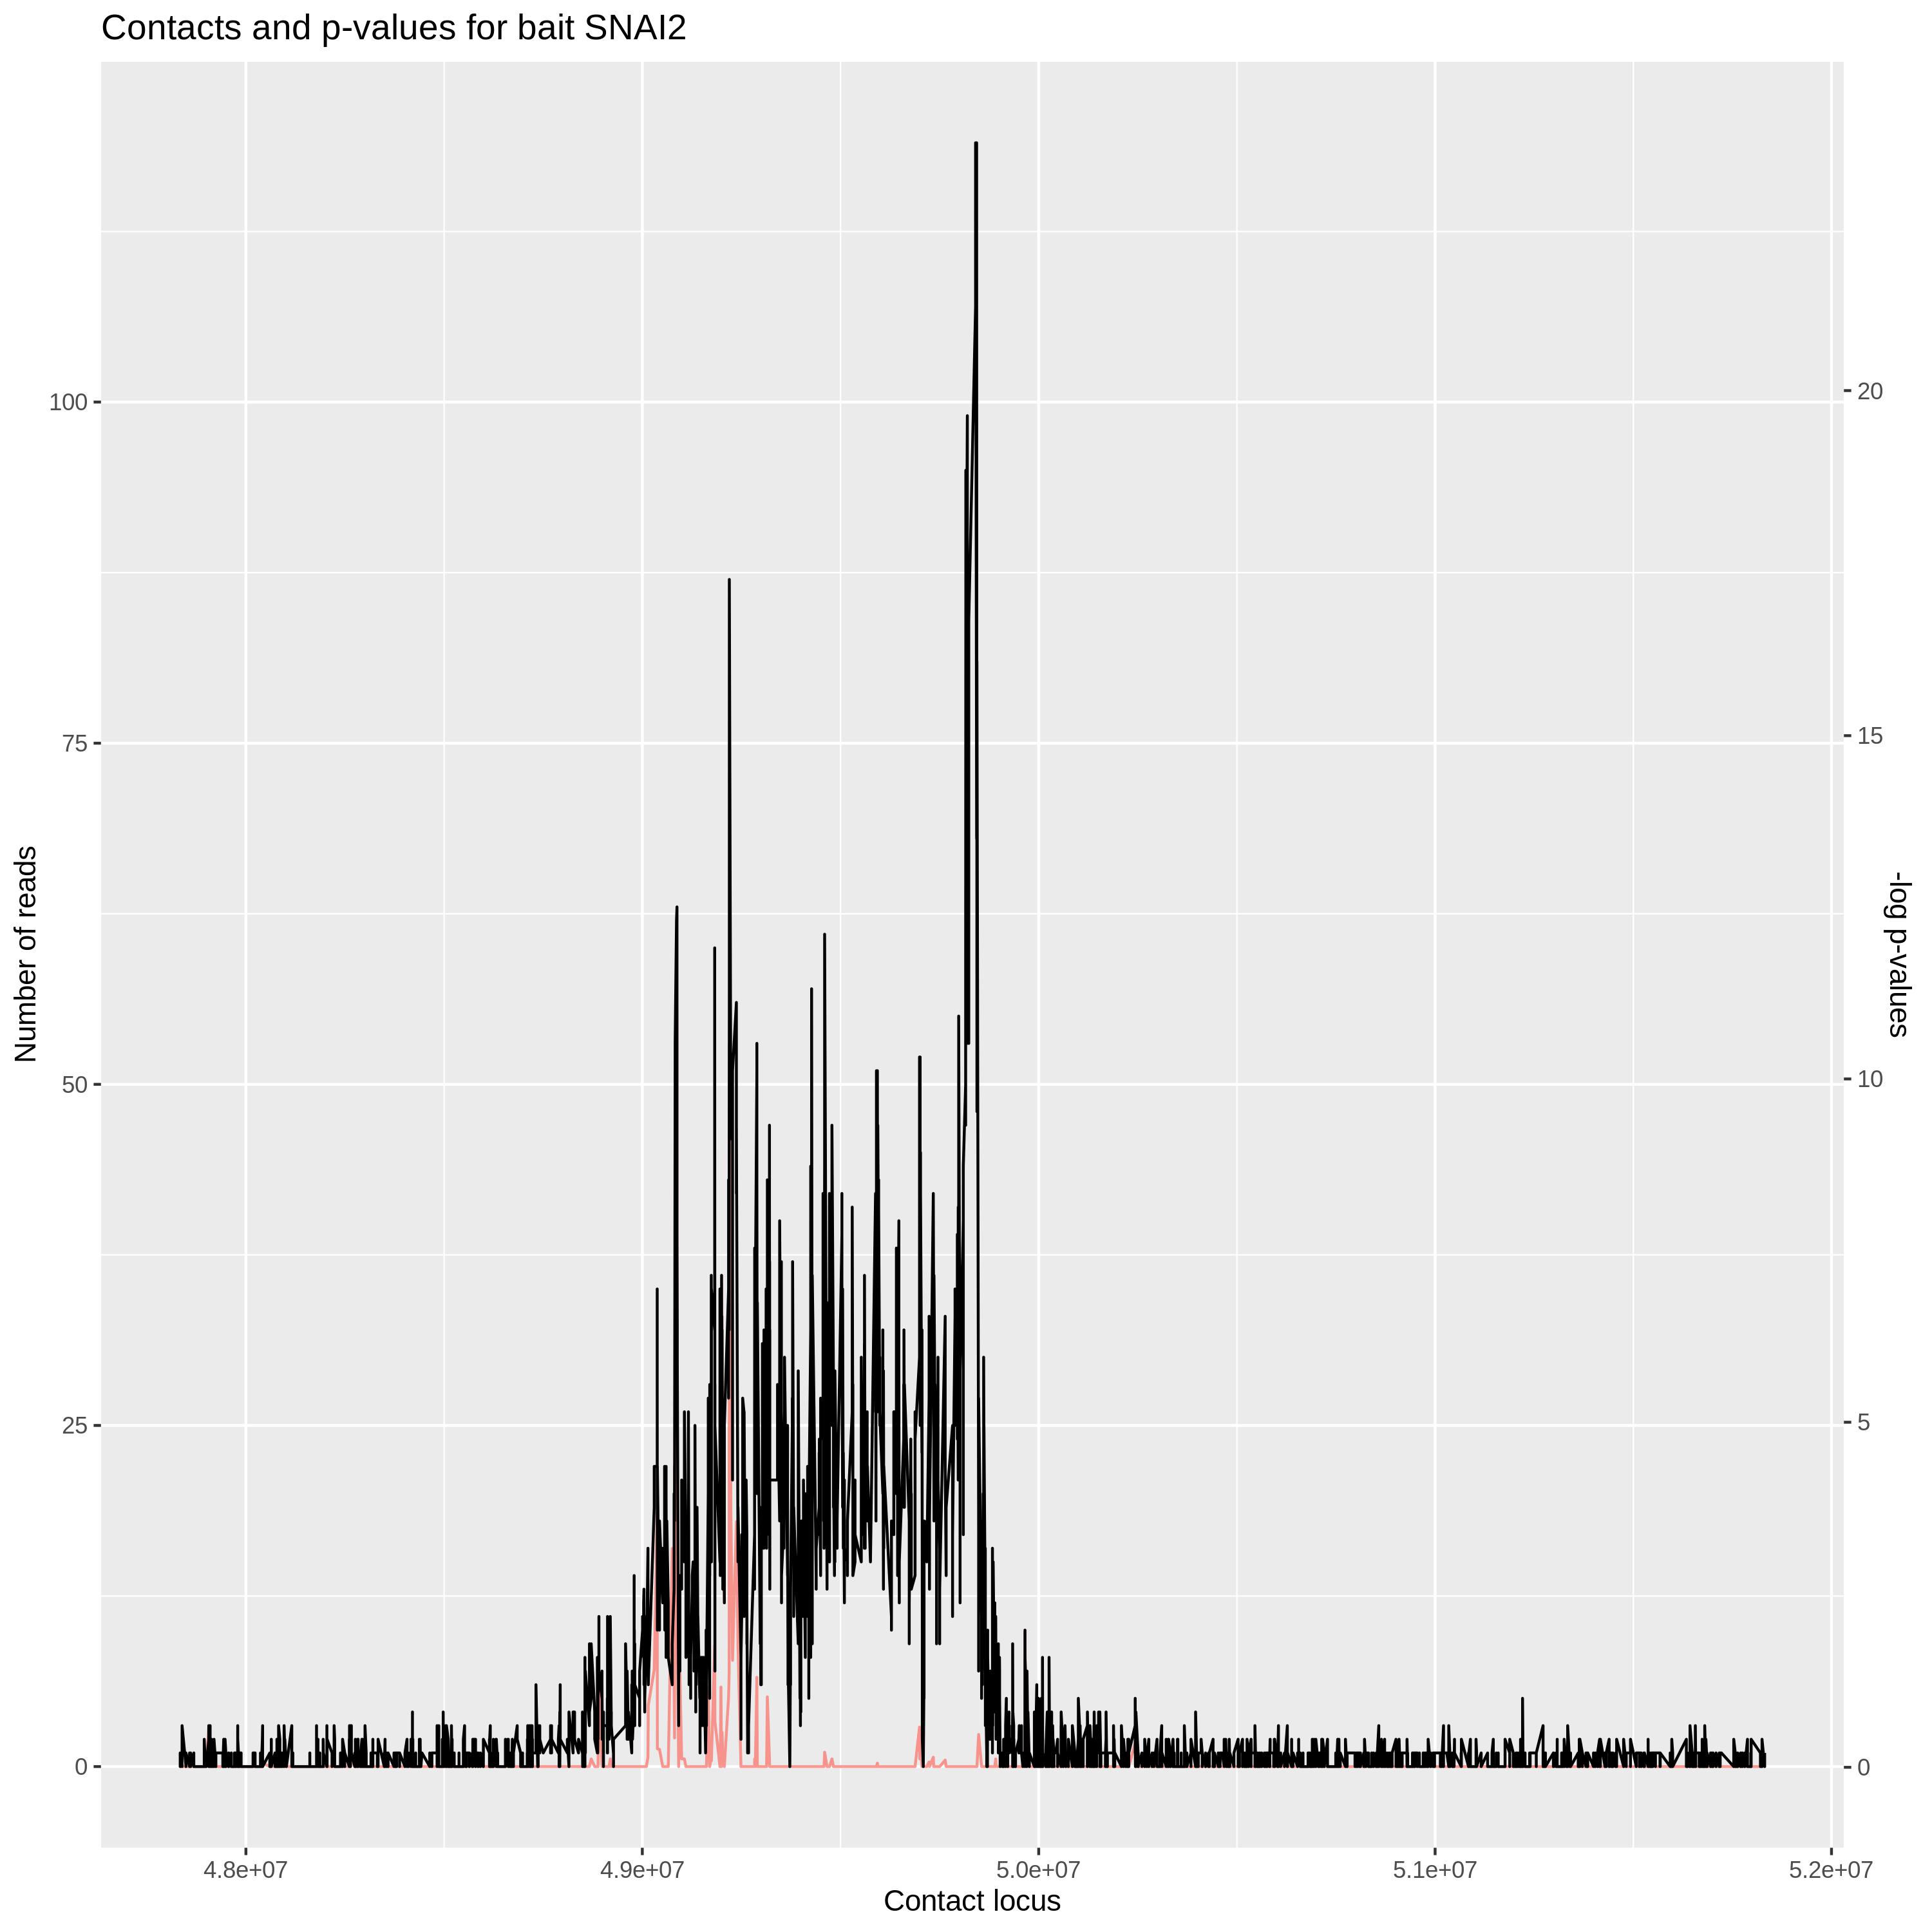 Contacts and p-values for bait SNAI2
Number of reads
100
75
50
25
0
-log p-values
20
15
10
5
0
4.8e+07
4.9e+07
5.0e+07
5.1e+07
5.2e+07
Contact locus